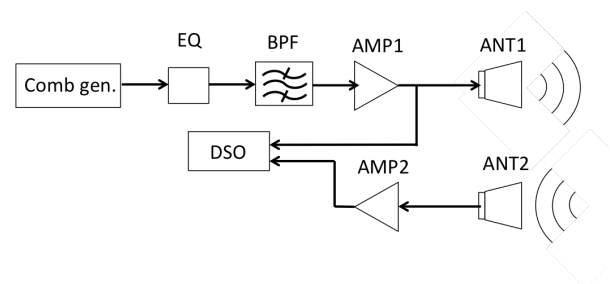 EQ
BPF
AMP1
ANT1
Comb gen.
DSO
AMP2
ANT2